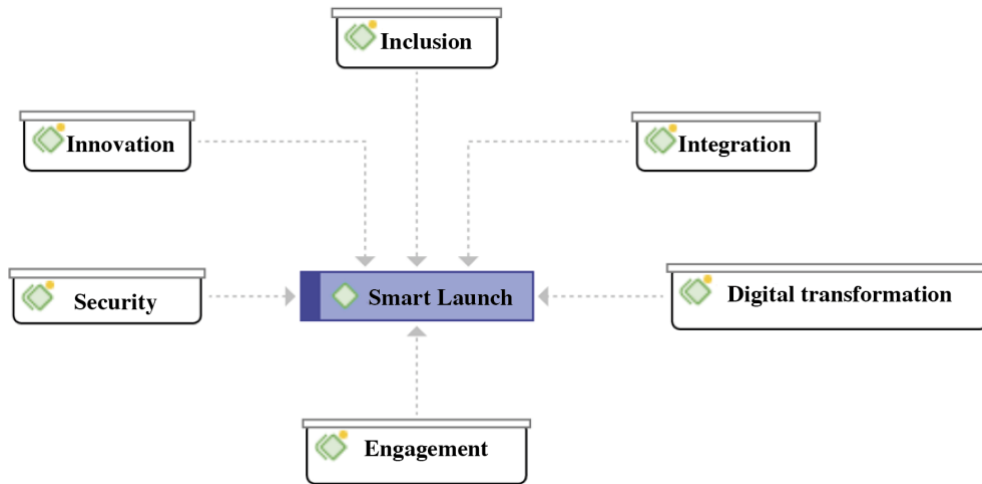 Inclusion
Innovation
Integration
Security
Smart Launch
Digital transformation
Engagement